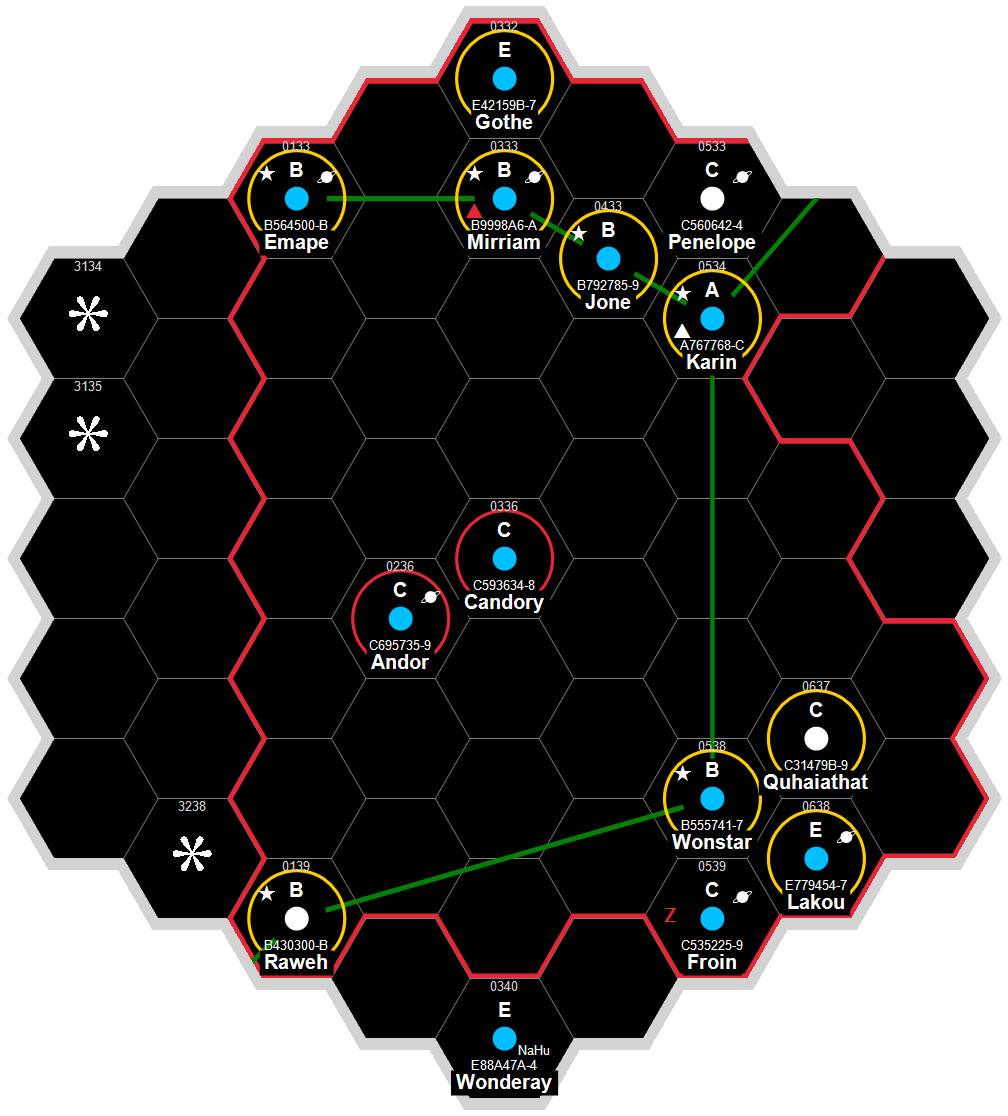 0332
E
E42159B-7
Gothe
0133
B
B564500-B
Emape
0333
B
B9998A6-A
Mirriam
0533
C
C560642-4
Penelope
0433
B
B792785-9
Jone
3134
0534
A
A767768-C
Karin
3135
0336
C
C593634-8
Candory
0236
C
C695735-9
Andor
0637
C
C31479B-9
Quhaiathat
0538
B
B555741-7
Wonstar
3238
0638
E
E779454-7
Lakou
0139
B
B430300-B
Raweh
0539
C
Z
C535225-9
Froin
0340
E
NaHu
E88A47A-4
Wonderay